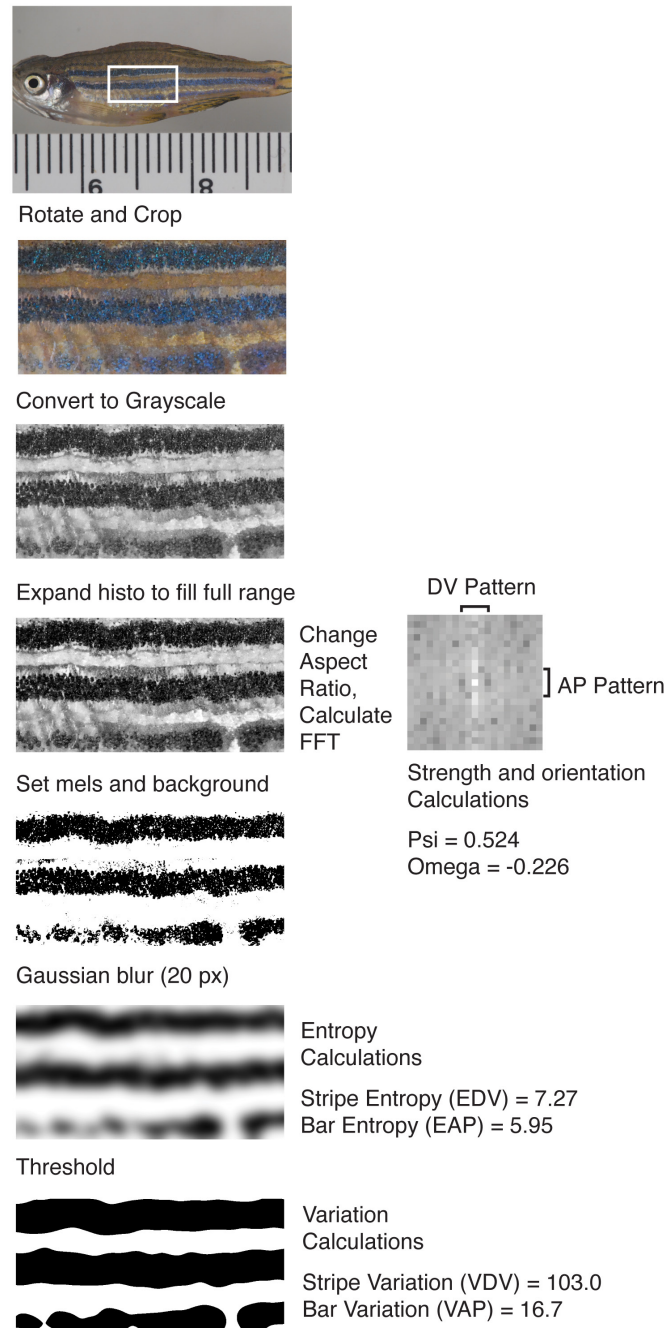 6 8
Rotate and Crop
Convert to Grayscale
Expand histo to fill full range
Change
Aspect
Ratio,
Calculate
FFT
DV Pattern
AP Pattern
Strength and orientation
Calculations
Psi = 0.524
Omega = -0.226
Set mels and background
Gaussian blur (20 px)
Entropy
Calculations
Stripe Entropy (EDV) = 7.27
Bar Entropy (EAP) = 5.95
Threshold
Variation
Calculations
Stripe Variation (VDV) = 103.0
Bar Variation (VAP) = 16.7